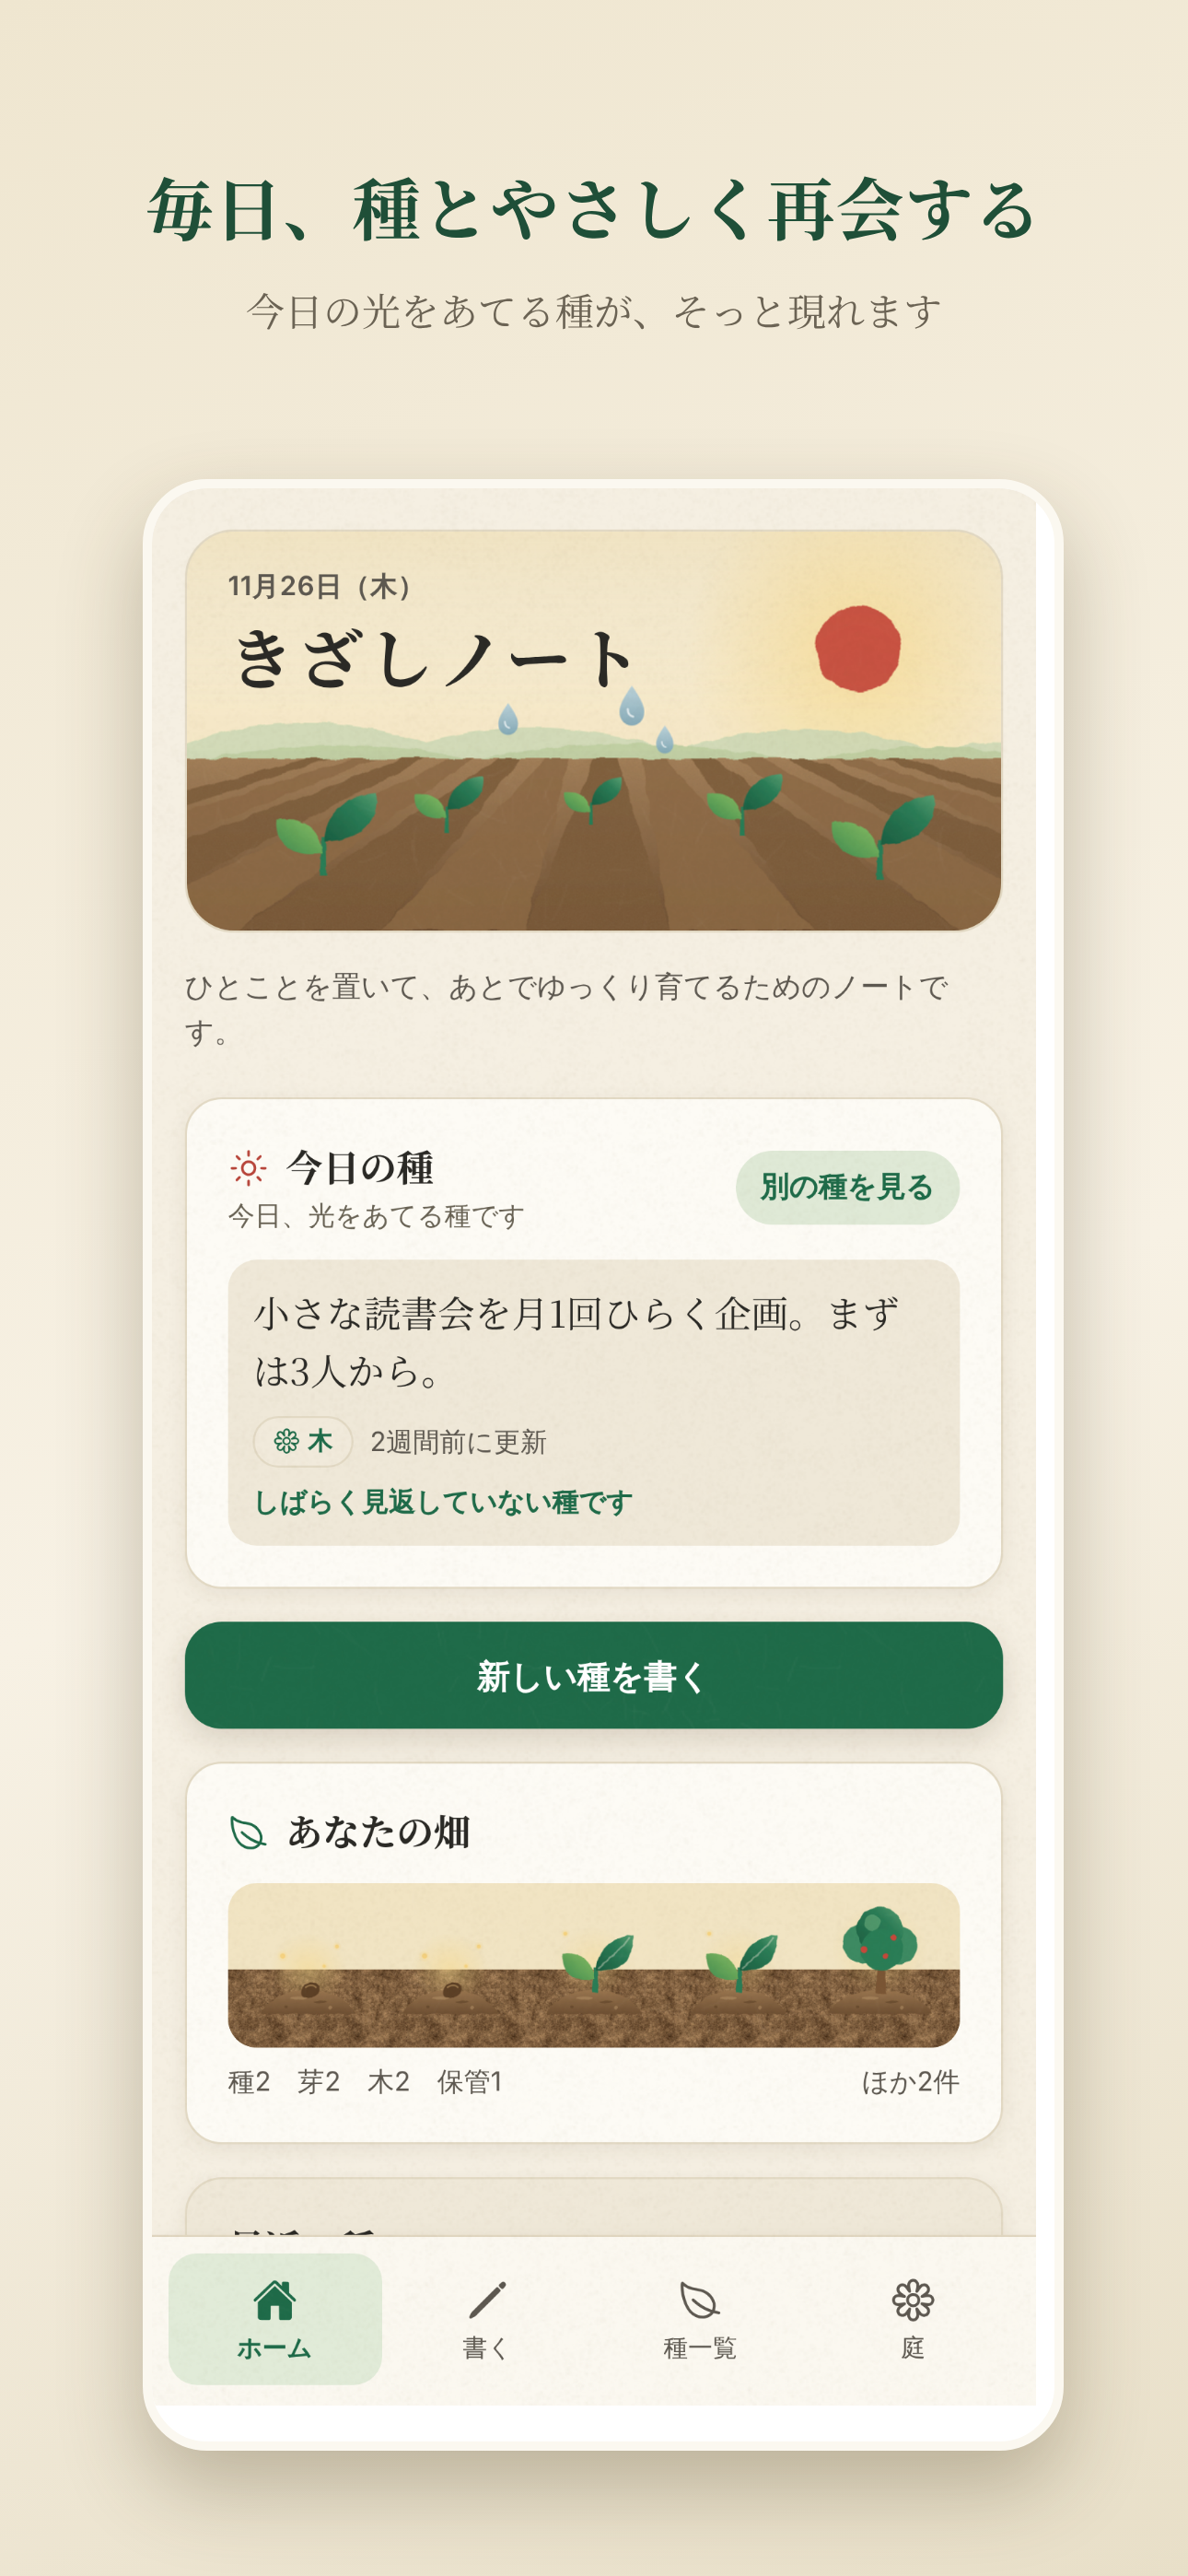 毎日、種とやさしく再会する
今日の光をあてる種が、そっと現れます
11月26日（木）
きざしノート
ひとことを置いて、あとでゆっくり育てるためのノートで
す。
今日の種
今日、光をあてる種です
別の種を見る
小さな読書会を月1回ひらく企画。まず
は3人から。
木 2週間前に更新
しばらく見返していない種です
新しい種を書く
あなたの畑
種2 芽2 木2 保管1 ほか2件
ホーム 書く 種一覧 庭